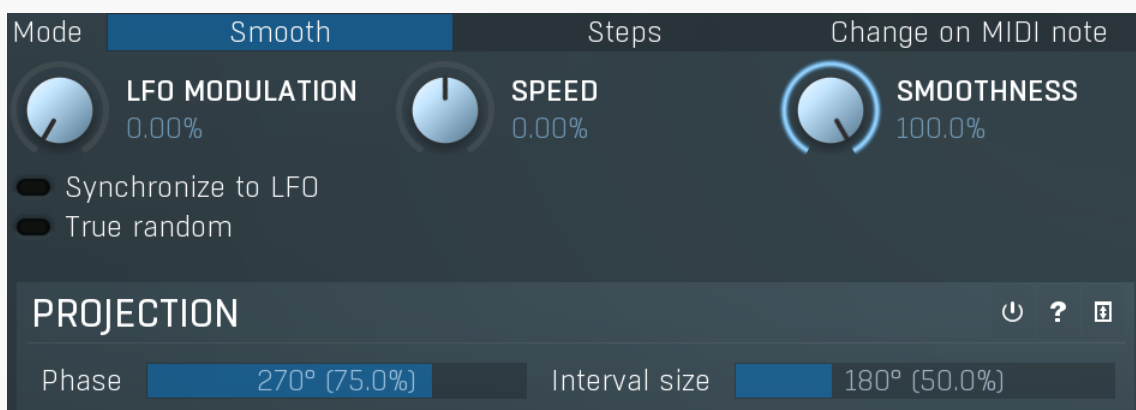 Mode Smooth Steps Change on MIDI note
LFO MODULATION SPEED SMOOTHNESS
0.00% 0.00% 100.0%
Synchronize to LFO
True random
PROJECTION ?
Phase 270° (75.0%) Interval size 180° (50.0%)